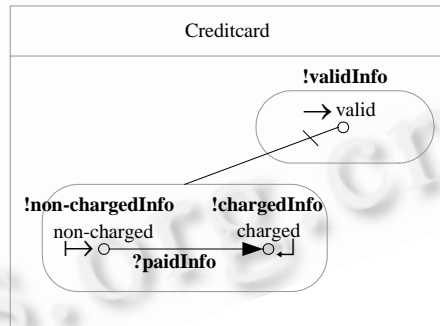 Creditcard
!validInfo
valid
!non-chargedInfo !chargedInfo
non-charged charged
?paidInfo